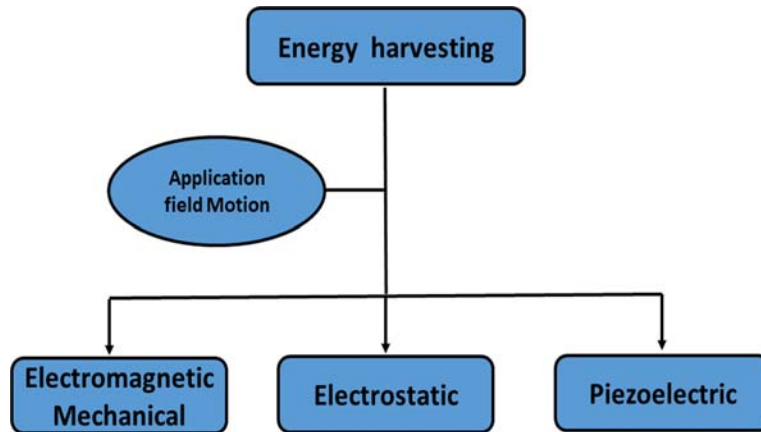 Energy harvesting
Application
field Motion
Electromagnetic
Mechanical
Electrostatic
Piezoelectric